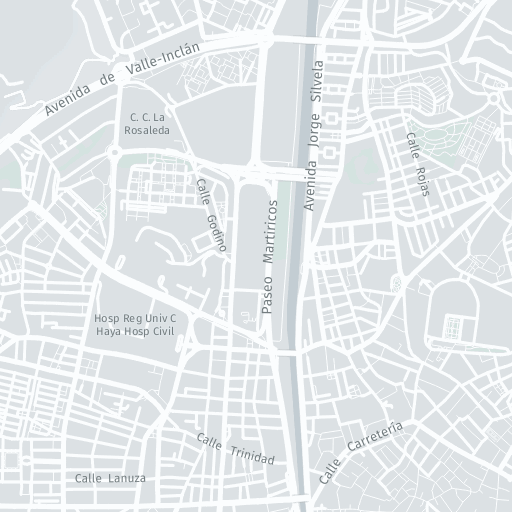 Avenida de Valle-Inclán
C. C. La
Rosaleda
Avenida Jorge Silvela
Calle Rojas
Calle Godino
Paseo Martiricos
Hosp Reg Univ C
Haya Hosp Civil
Calle Trinidad
Calle Carretería
Calle Lanuza